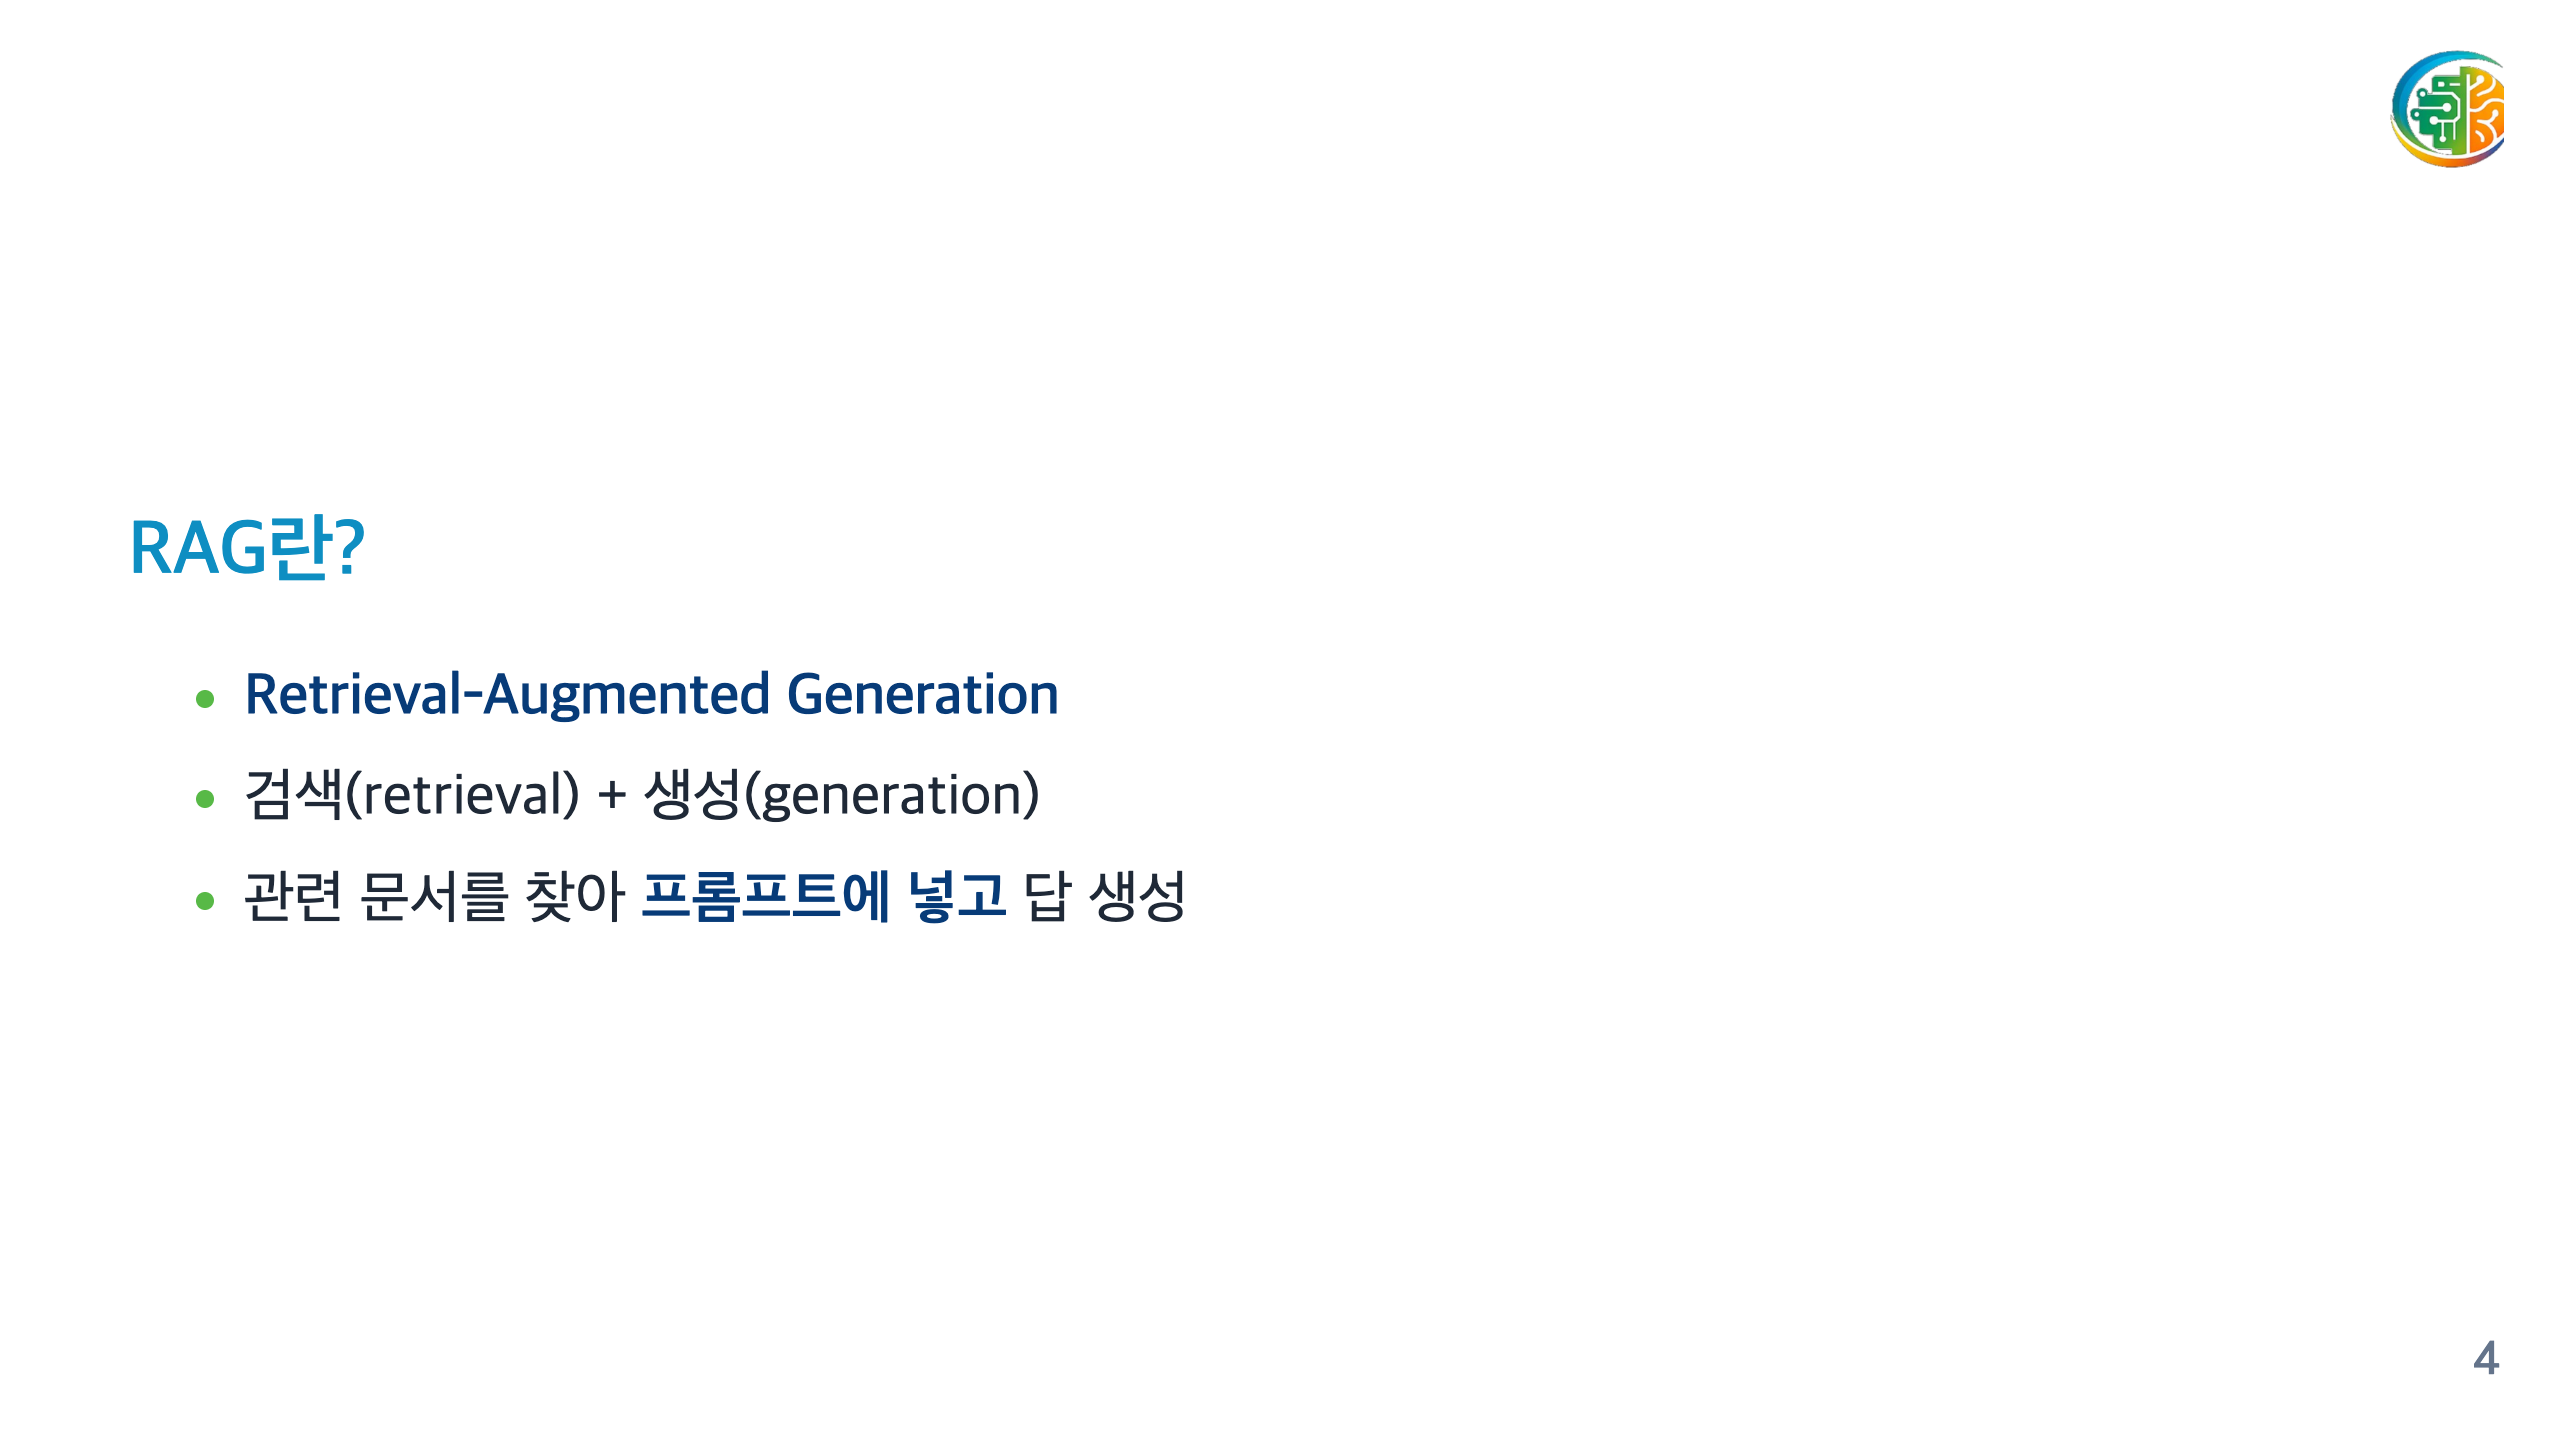 RAG란?
Retrieval-Augmented Generation
검색(retrieval) + 생성(generation)
관련 문서를 찾아 프롬프트에 넣고 답 생성
4